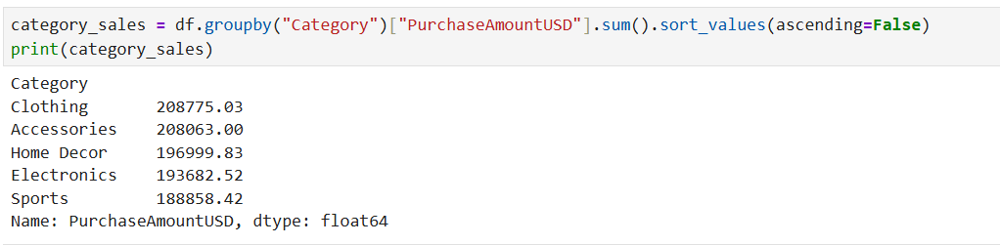 category_sales = df.groupby("Category")["PurchaseAmountUSD"].sum().sort_values(ascending=False)
print(category_sales)
Category
Clothing       208775.03
Accessories    208063.00
Home Decor     196999.83
Electronics    193682.52
Sports         188858.42
Name: PurchaseAmountUSD, dtype: float64